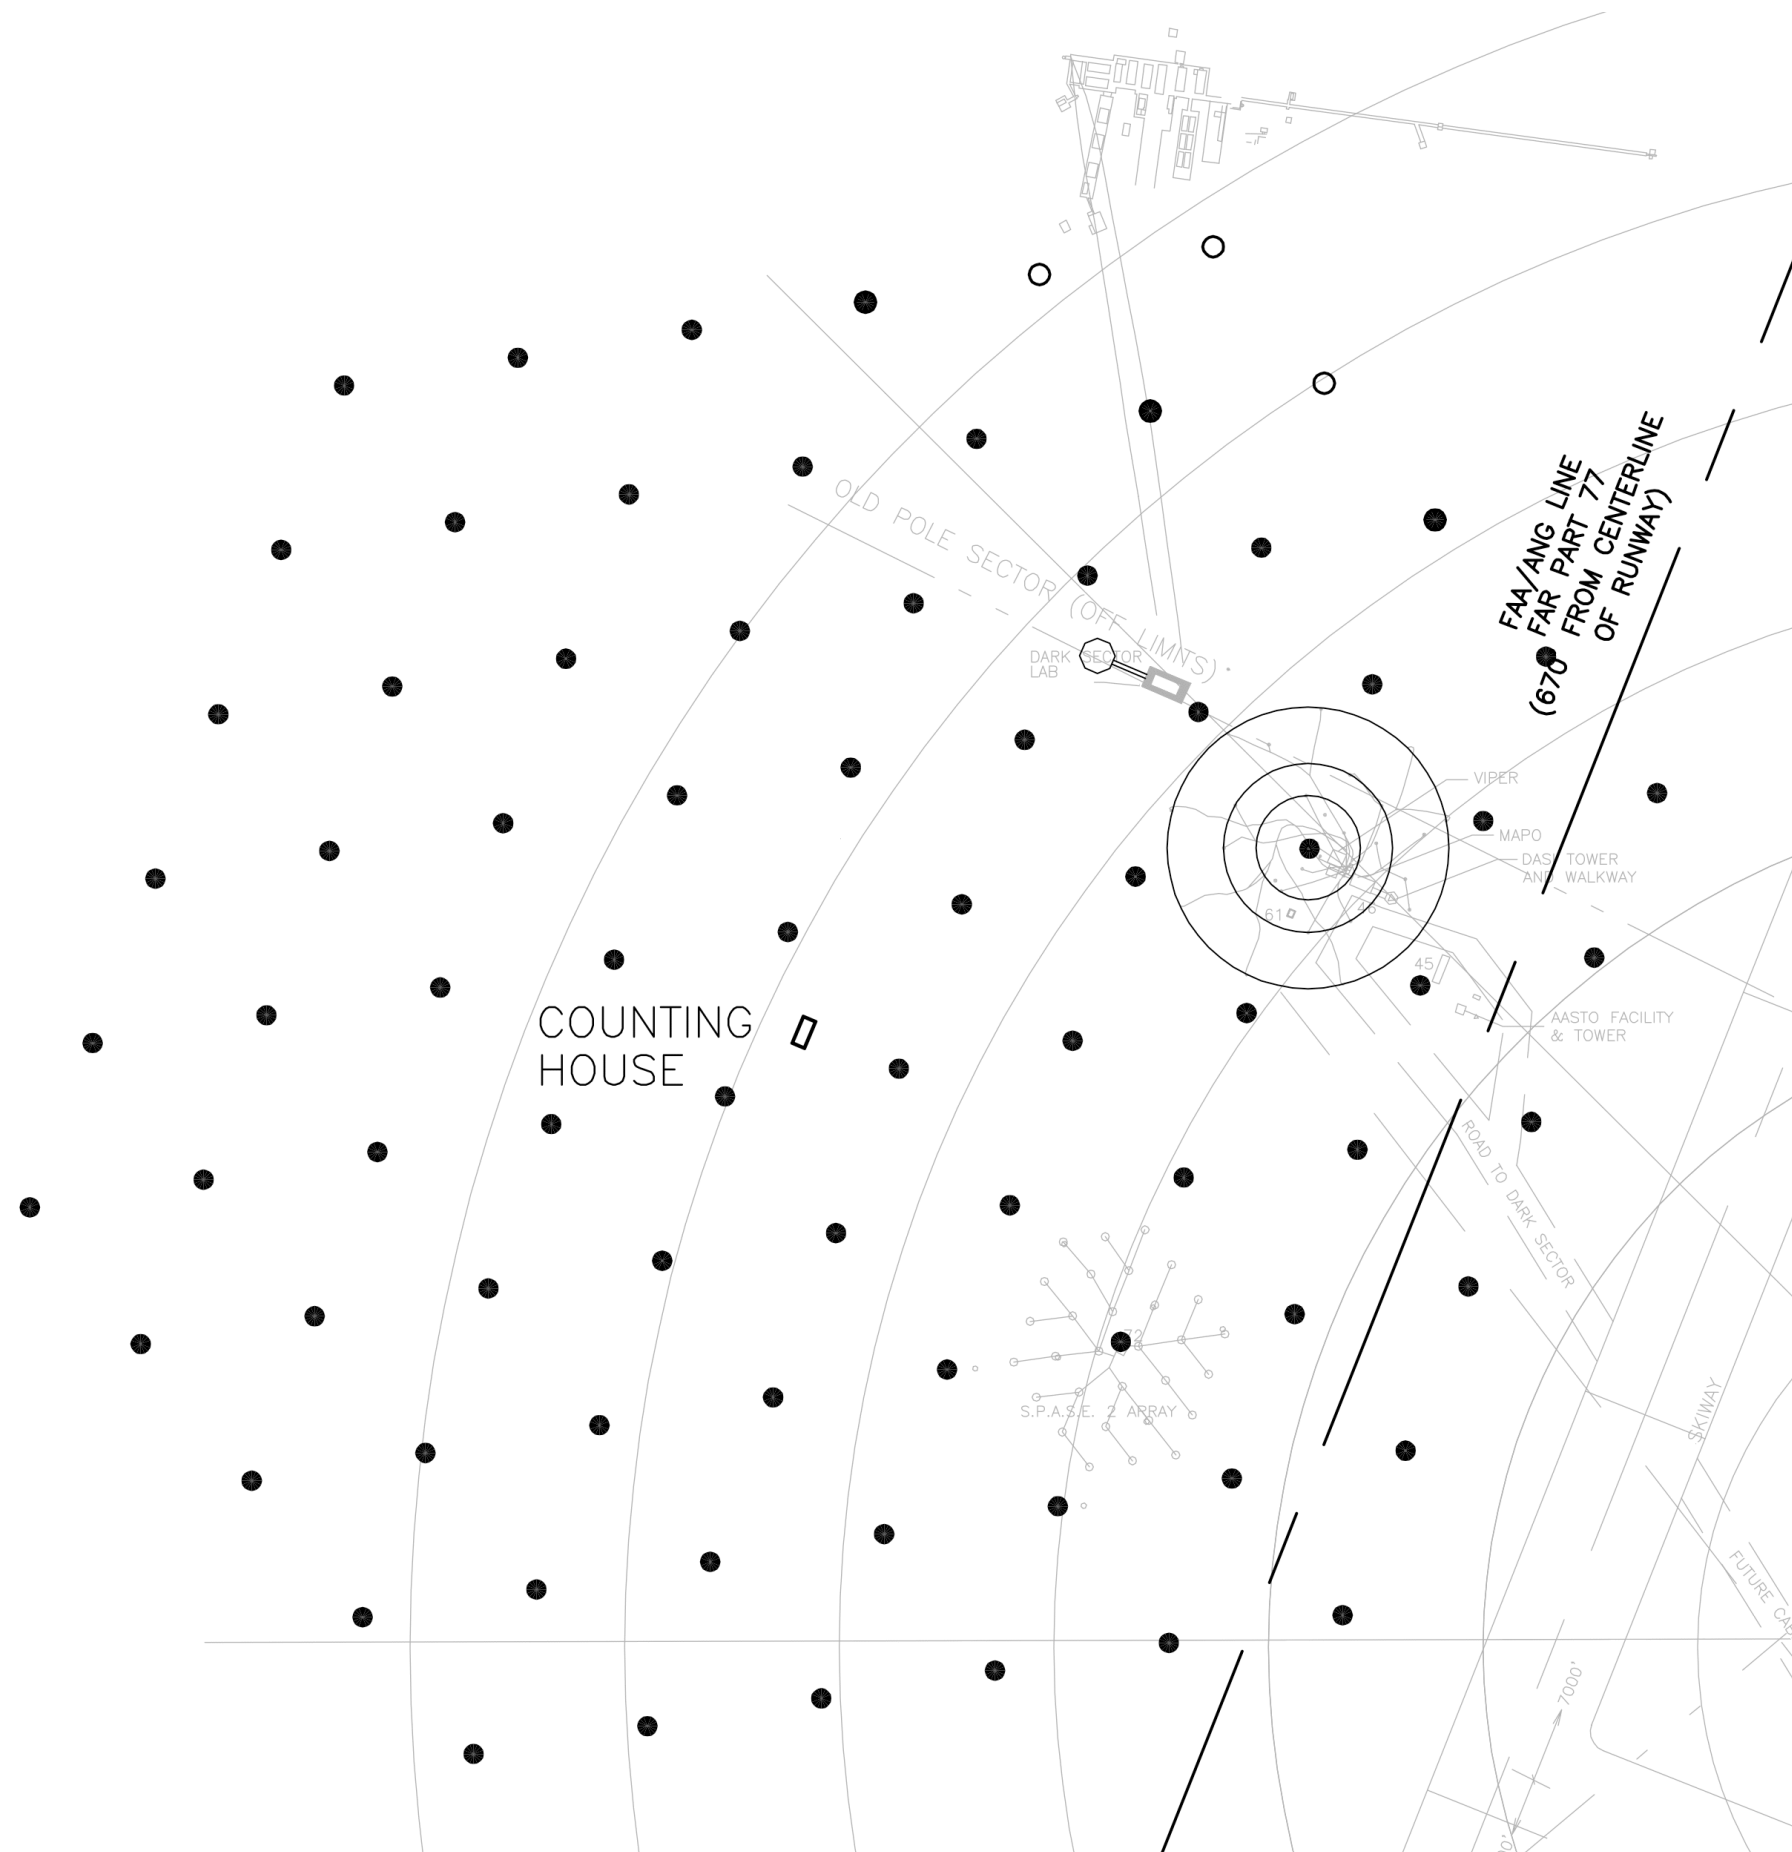 FAA/ANG LINE
FAR PART 77
FROM CENTERLINE
OF RUNWAY)
(670
OLD POLE SECTOR (OFF LIMITS)
DARK SECTOR
LAB
VIPER
MAPO
DASI TOWER
AND WALKWAY
61
46
45
COUNTING
HOUSE
AASTO FACILITY
& TOWER
ROAD TO DARK SECTOR
72
S.P.A.S.E. 2 ARRAY
SKIWAY
FUTURE
7000'